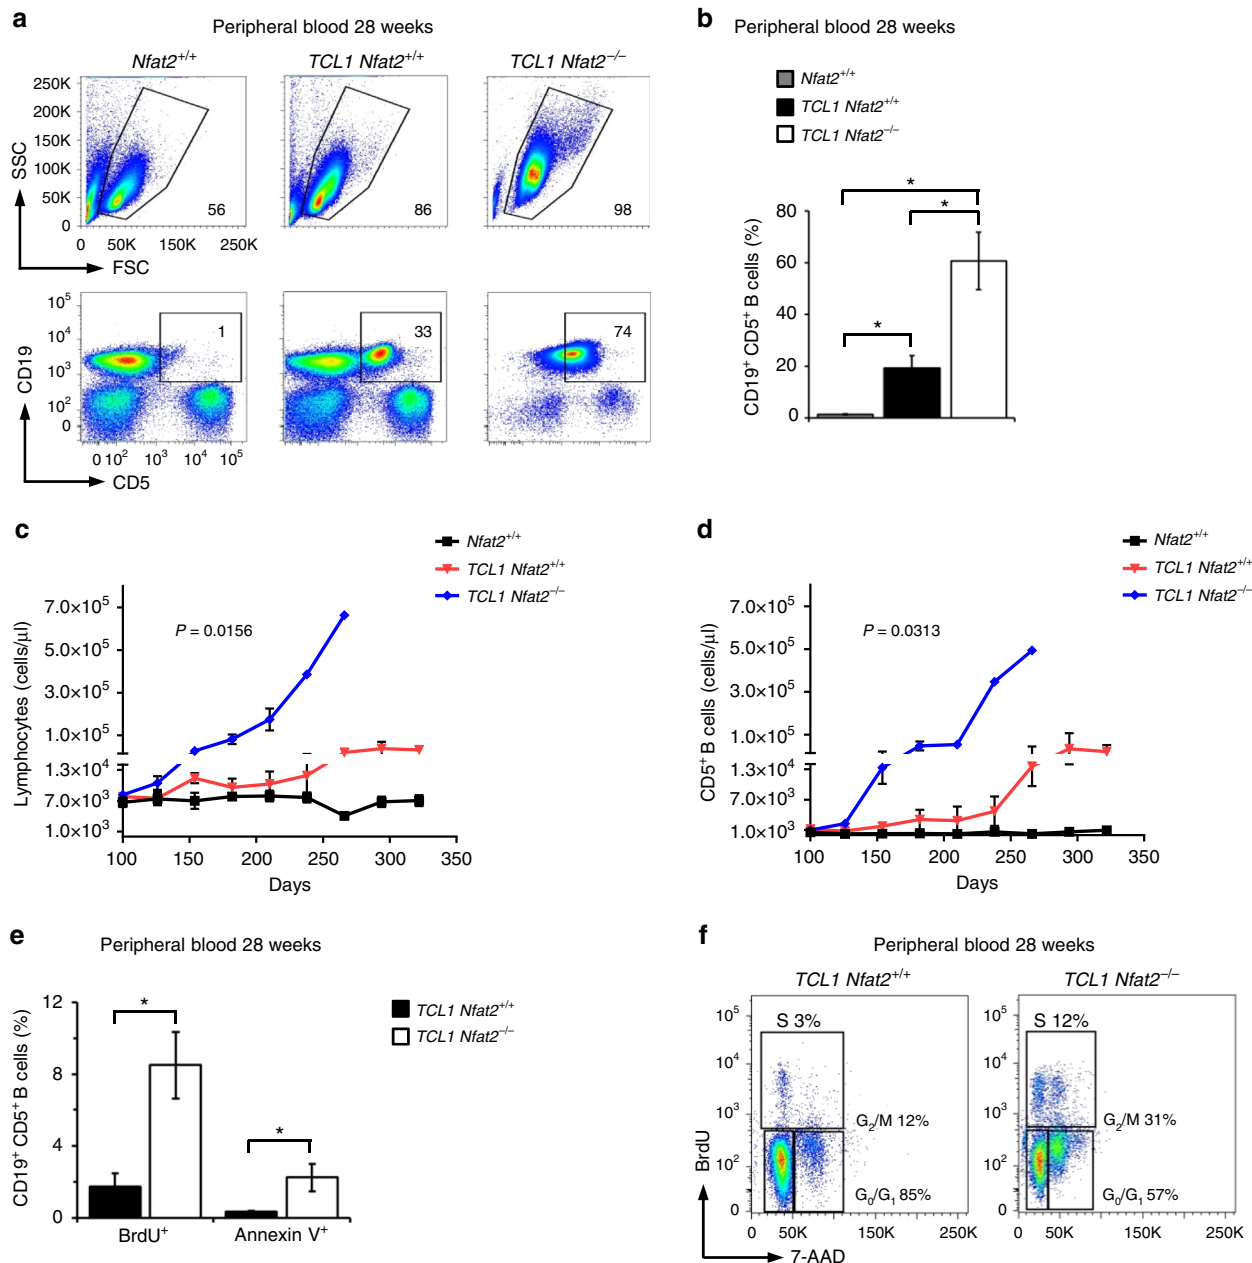 a
Peripheral blood 28 weeks
Nfat2+/+
TCL1 Nfat2+/+
TCL1 Nfat2–/–
250K
200K
150K
100K
50K
0
SSC
56
86
98
0 50K 150K 250K
FSC
10⁵
10⁴
10³
10²
0
CD19
1
33
74
0 10² 10³ 10⁴ 10⁵
CD5
b
Peripheral blood 28 weeks
Nfat2+/+
TCL1 Nfat2+/+
TCL1 Nfat2–/–
CD19+ CD5+ B cells (%)
80
60
40
20
0
*
*
*
c
Nfat2+/+
TCL1 Nfat2+/+
TCL1 Nfat2–/–
P = 0.0156
Lymphocytes (cells/µl)
7.0×10⁵
5.0×10⁵
3.0×10⁵
1.0×10⁵
1.3×10⁴
7.0×10³
1.0×10³
100 150 200 250 300 350
Days
d
Nfat2+/+
TCL1 Nfat2+/+
TCL1 Nfat2–/–
P = 0.0313
CD5+ B cells (cells/µl)
7.0×10⁵
5.0×10⁵
3.0×10⁵
1.0×10⁵
1.3×10⁴
7.0×10³
1.0×10³
100 150 200 250 300 350
Days
e
Peripheral blood 28 weeks
TCL1 Nfat2+/+
TCL1 Nfat2–/–
CD19+ CD5+ B cells (%)
12
8
4
0
*
*
BrdU+ Annexin V+
f
Peripheral blood 28 weeks
TCL1 Nfat2+/+
TCL1 Nfat2–/–
10⁵
10⁴
10³
10²
0
BrdU
S 3%
G₂/M 12%
G₀/G₁ 85%
0 50K 150K 250K
10⁵
10⁴
10³
10²
0
S 12%
G₂/M 31%
G₀/G₁ 57%
0 50K 150K 250K
7-AAD